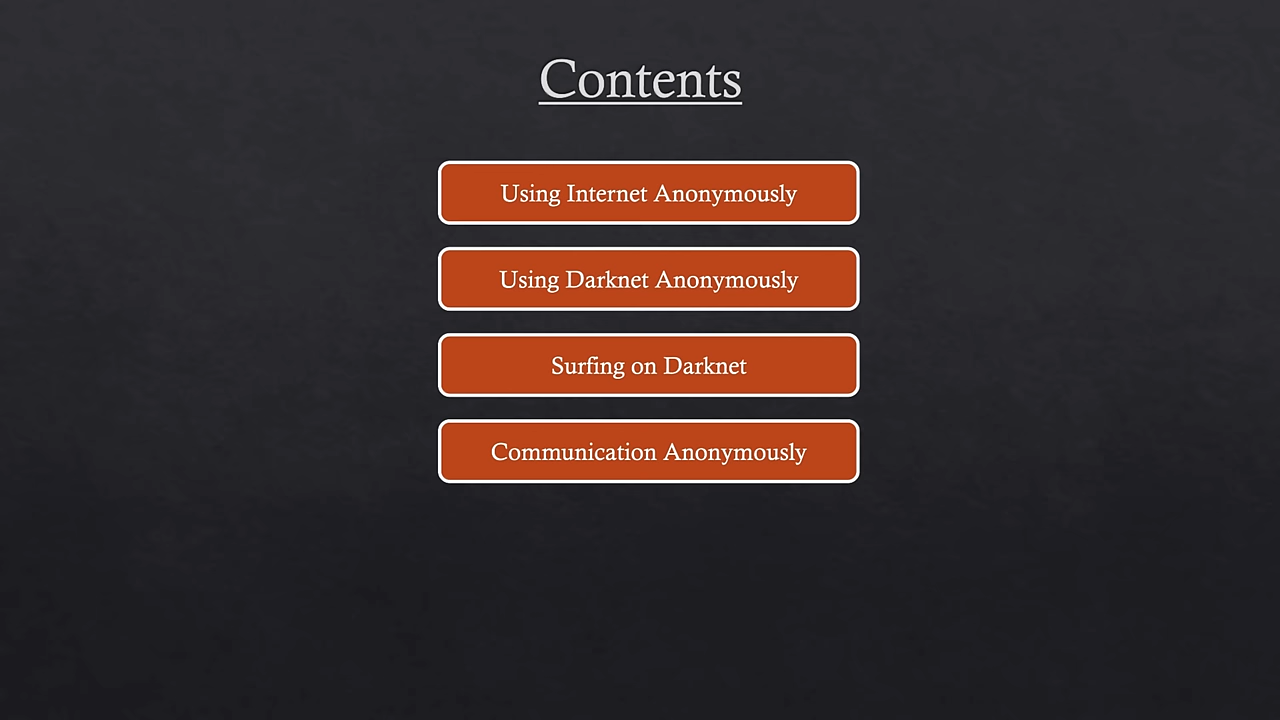 Contents
Using Internet Anonymously
Using Darknet Anonymously
Surfing on Darknet
Communication Anonymously